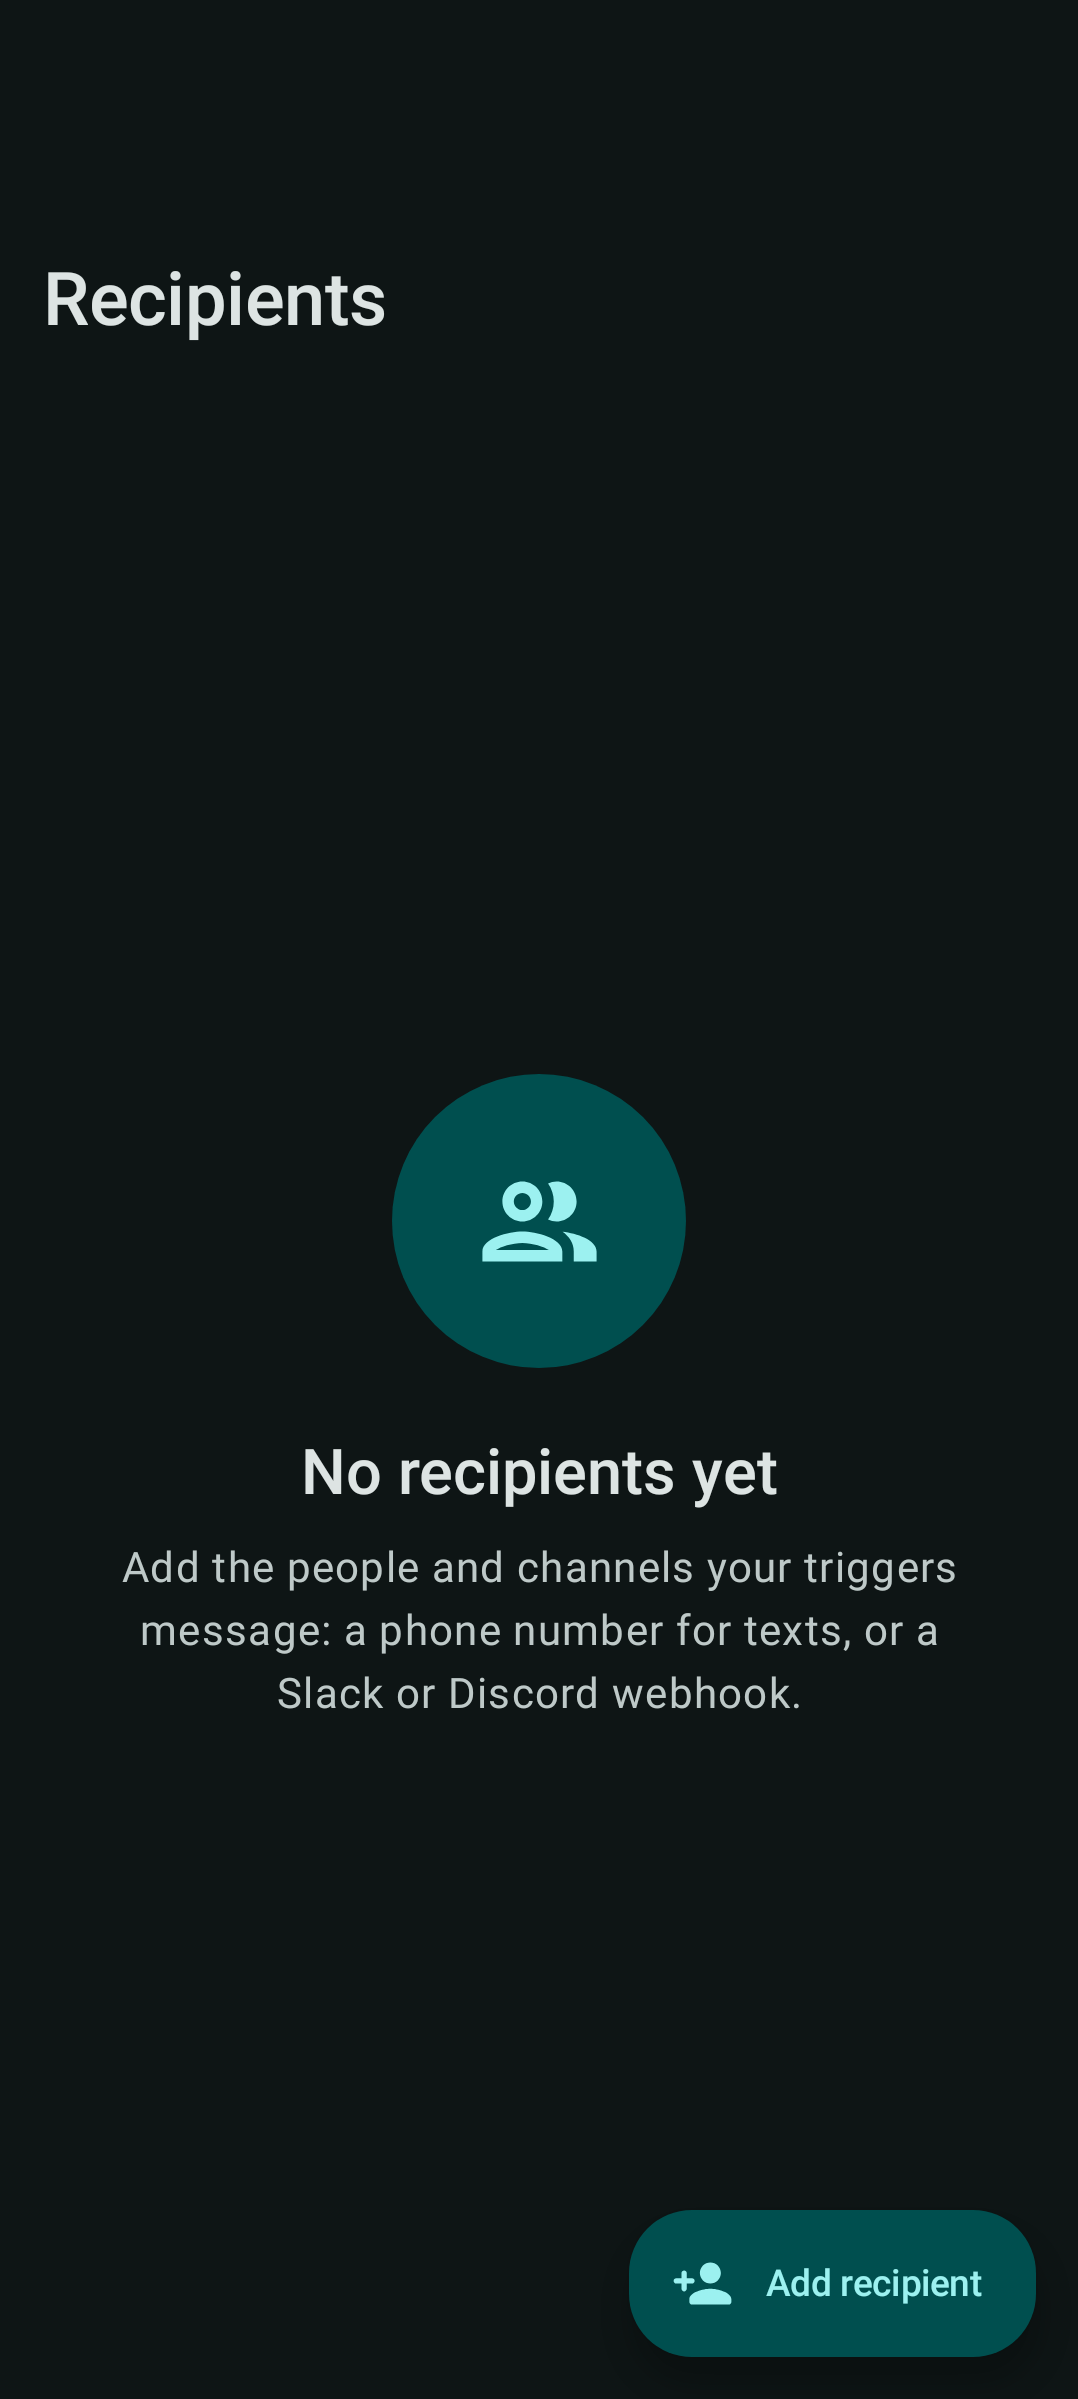 Recipients
No recipients yet
Add the people and channels your triggers
message: a phone number for texts, or a
Slack or Discord webhook.
Add recipient